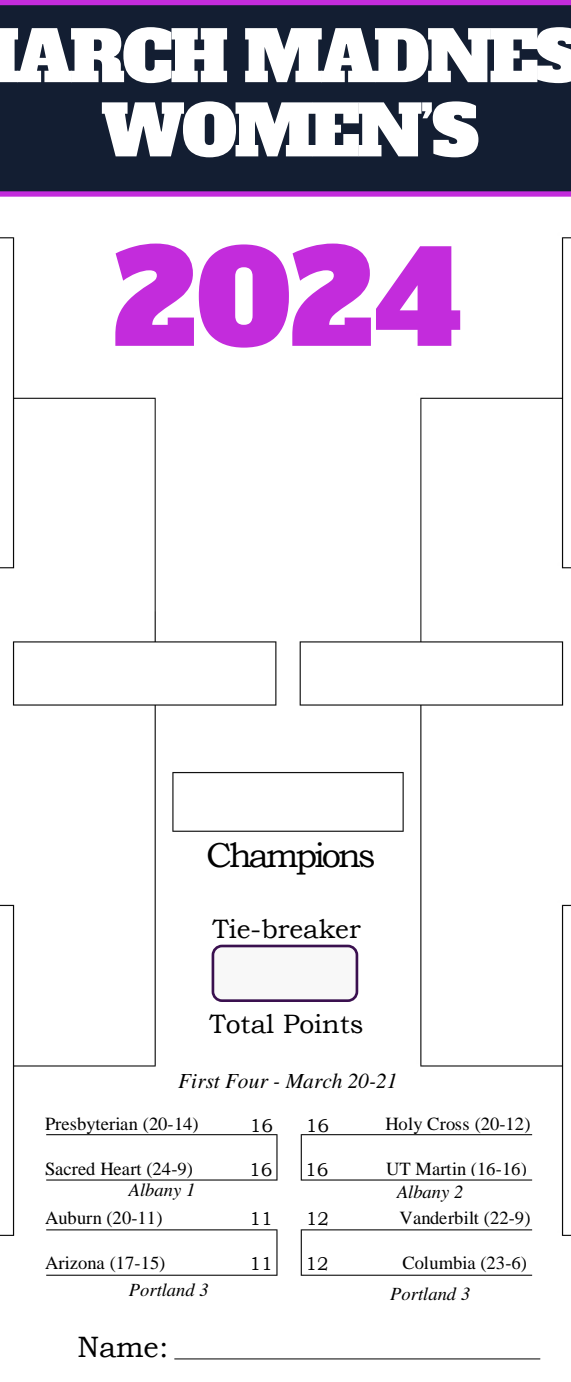 MARCH MADNESS
WOMEN'S
2024
Champions
Tie-breaker
Total Points
First Four - March 20-21
Presbyterian (20-14) 16 16 Holy Cross (20-12)
Sacred Heart (24-9) 16 16 UT Martin (16-16)
Albany 1 Albany 2
Auburn (20-11) 11 12 Vanderbilt (22-9)
Arizona (17-15) 11 12 Columbia (23-6)
Portland 3 Portland 3
Name: